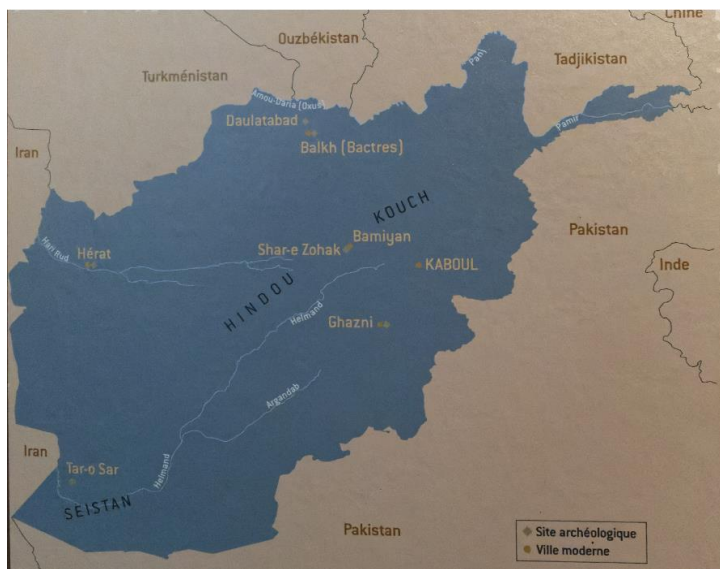 Chine
Ouzbékistan
Tadjikistan
Turkménistan
Panj
Amou-Daria (Oxus)
Daulatabad
Pamir
Balkh (Bactres)
Iran
KOUCH
Pakistan
Bamiyan
Hari Rud
Hérat
Shar-e Zohak
KABOUL
Inde
HINDOU
Helmand
Ghazni
Argandab
Iran
Tar-o Sar
Helmand
SEISTAN
Pakistan
Site archéologique
Ville moderne